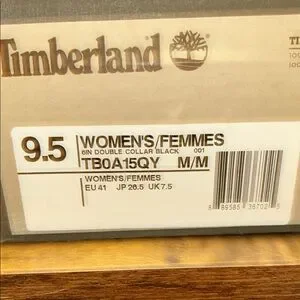 Timberland
9.5
WOMEN'S/FEMMES
6IN DOUBLE COLLAR BLACK 001
TB0A15QY M/M
WOMEN'S/FEMMES
EU 41 JP 26.5 UK 7.5